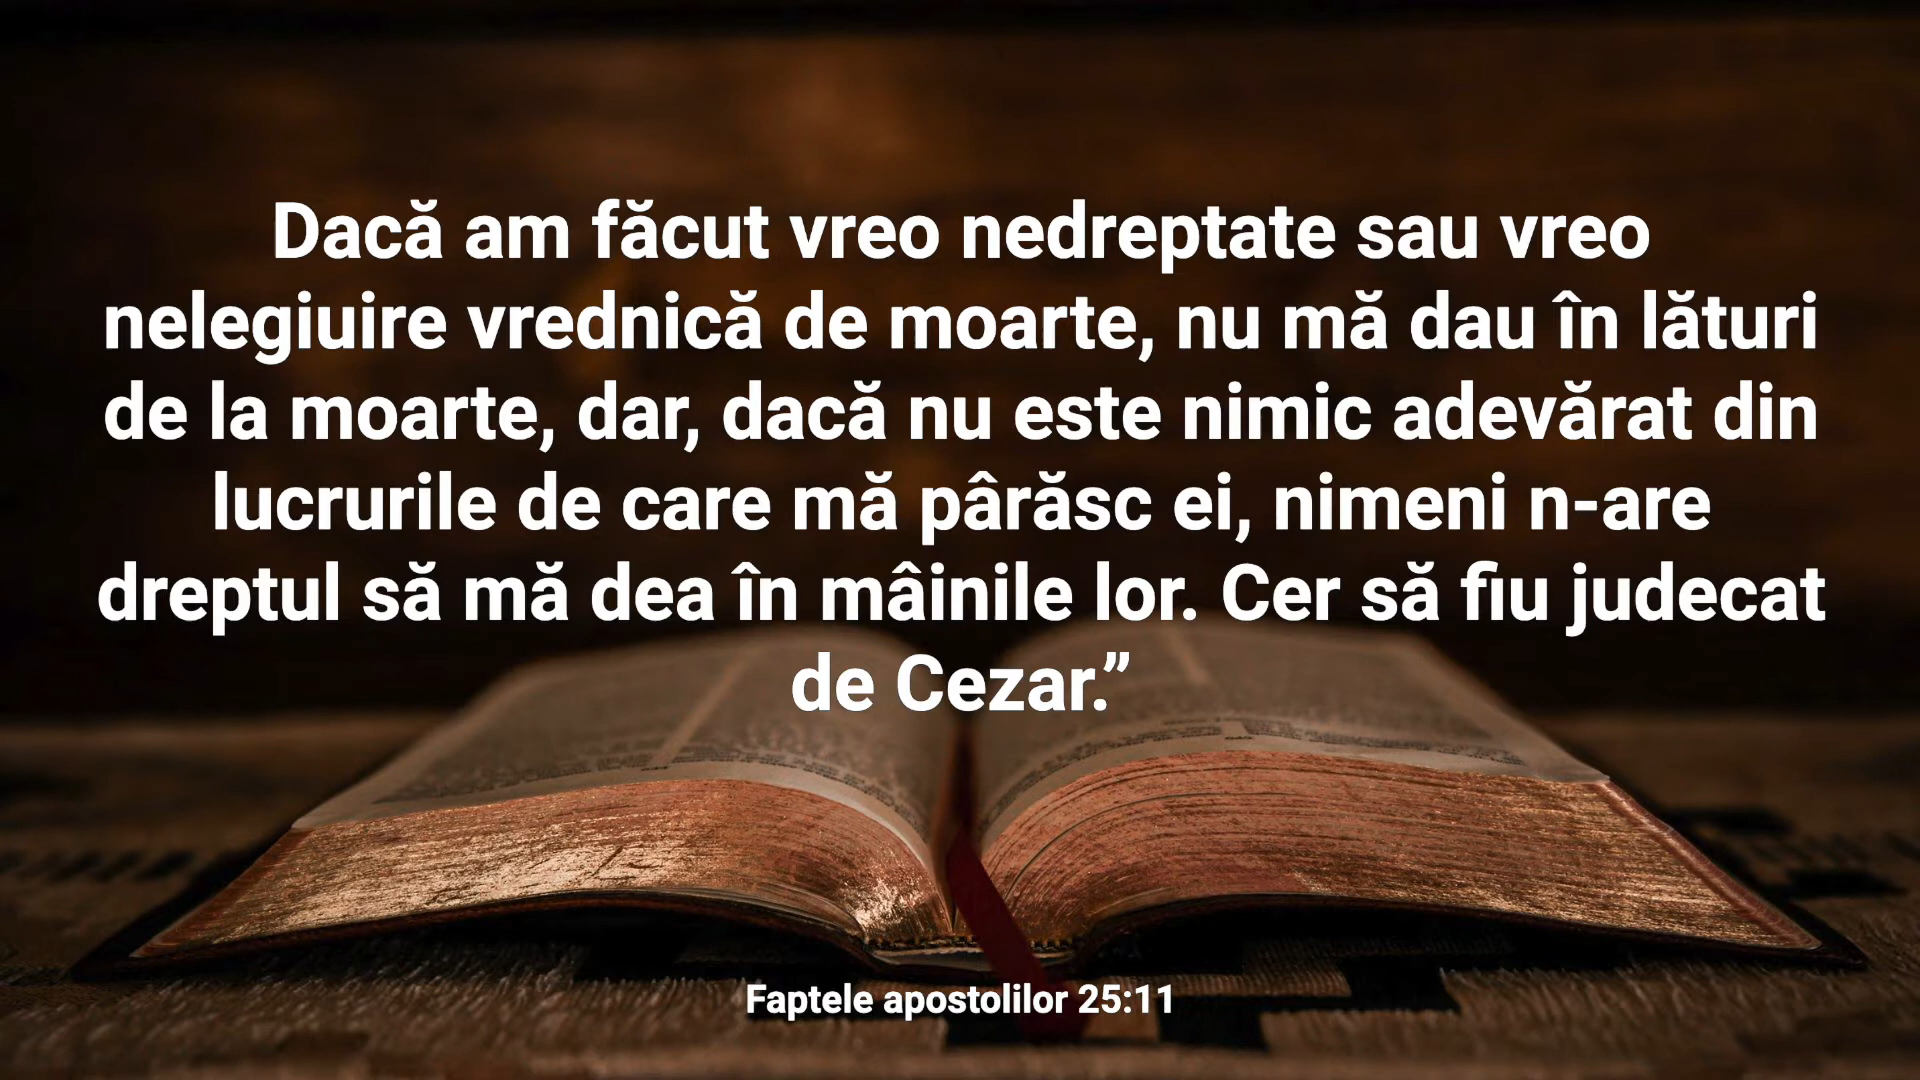 Dacă am făcut vreo nedreptate sau vreo
nelegiuire vrednică de moarte, nu mă dau în lături
de la moarte, dar, dacă nu este nimic adevărat din
lucrurile de care mă pârăsc ei, nimeni n-are
dreptul să mă dea în mâinile lor. Cer să fiu judecat
de Cezar.”
Faptele apostolilor 25:11